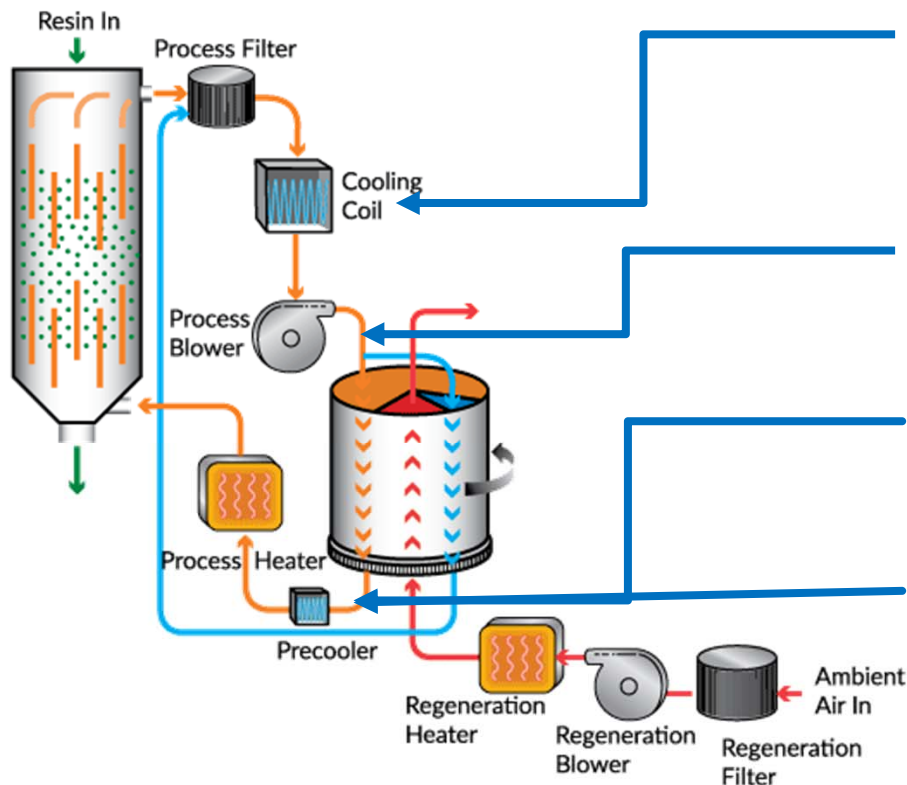 Resin In
Process Filter
Cooling
Coil
Process
Blower
Process Heater
Precooler
Regeneration
Heater
Regeneration
Blower
Ambient
Air In
Regeneration
Filter